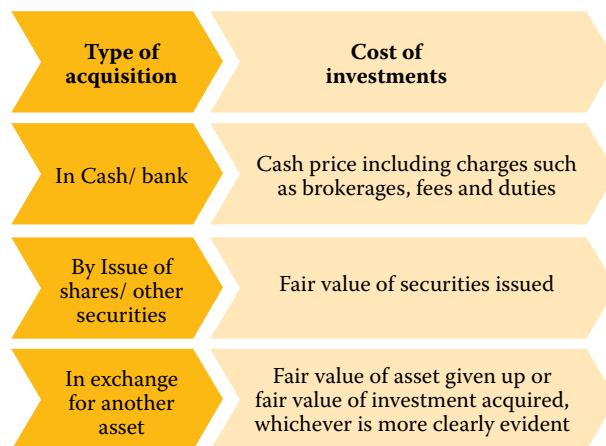 Type of
acquisition
Cost of
investments
In Cash/ bank
Cash price including charges such
as brokerages, fees and duties
By Issue of
shares/ other
securities
Fair value of securities issued
In exchange
for another
asset
Fair value of asset given up or
fair value of investment acquired,
whichever is more clearly evident